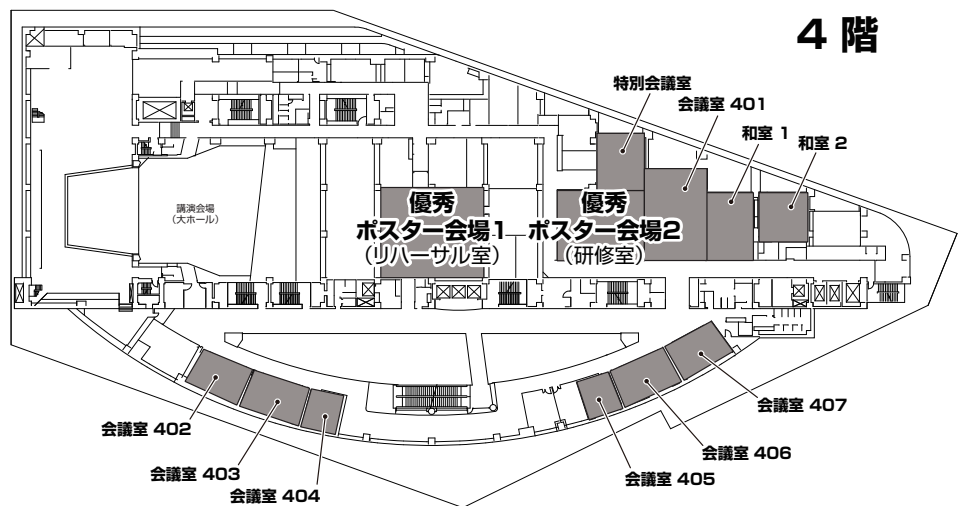 4 階
特別会議室
会議室 401
和室 1
和室 2
講演会場
(大ホール)
優秀
ポスター会場1
(リハーサル室)
優秀
ポスター会場2
(研修室)
会議室 402
会議室 403
会議室 404
会議室 405
会議室 406
会議室 407